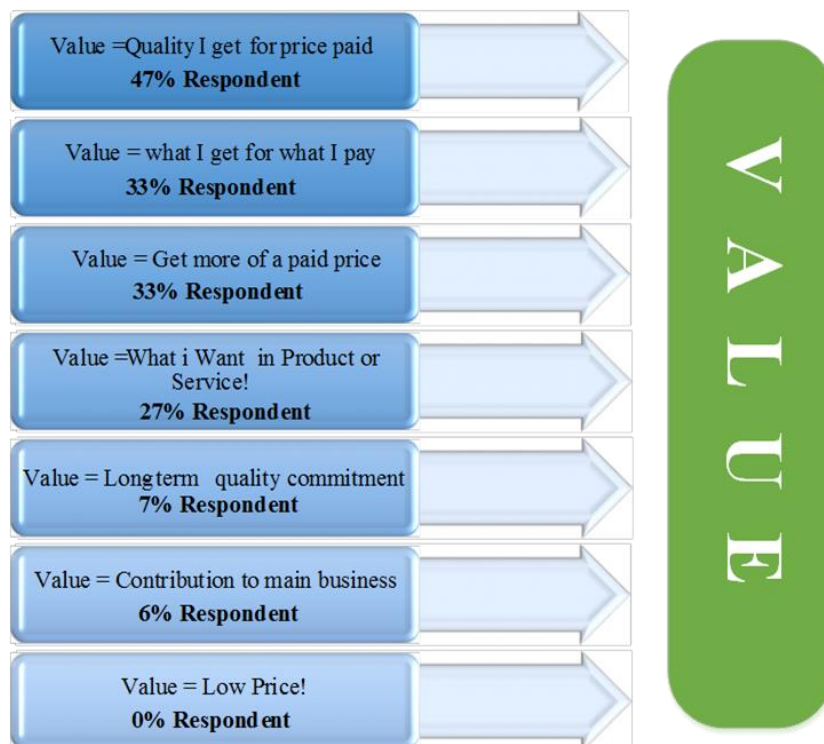 Value =Quality I get for price paid
47% Respondent
Value = what I get for what I pay
33% Respondent
Value = Get more of a paid price
33% Respondent
Value =What i Want in Product or
Service!
27% Respondent
Value = Longterm quality commitment
7% Respondent
Value = Contribution to main business
6% Respondent
Value = Low Price!
0% Respondent
VALUE